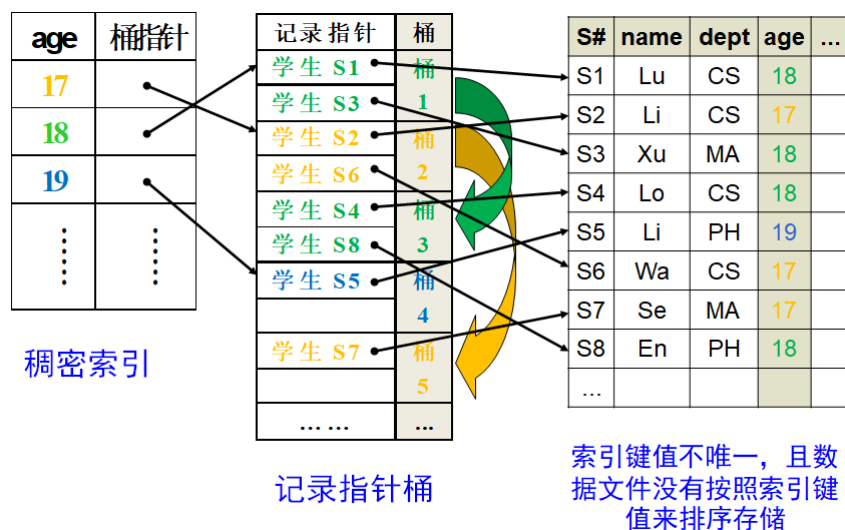 age 桶指针
17
18
19
⋮ ⋮
稠密索引
记录指针 桶
学生 S1 桶
学生 S3 1
学生 S2 桶
学生 S6 2
学生 S4 桶
学生 S8 3
学生 S5 桶
4
学生 S7 桶
5
…… ...
记录指针桶
S# name dept age ...
S1 Lu CS 18
S2 Li CS 17
S3 Xu MA 18
S4 Lo CS 18
S5 Li PH 19
S6 Wa CS 17
S7 Se MA 17
S8 En PH 18
...
索引键值不唯一，且数
据文件没有按照索引键
值来排序存储